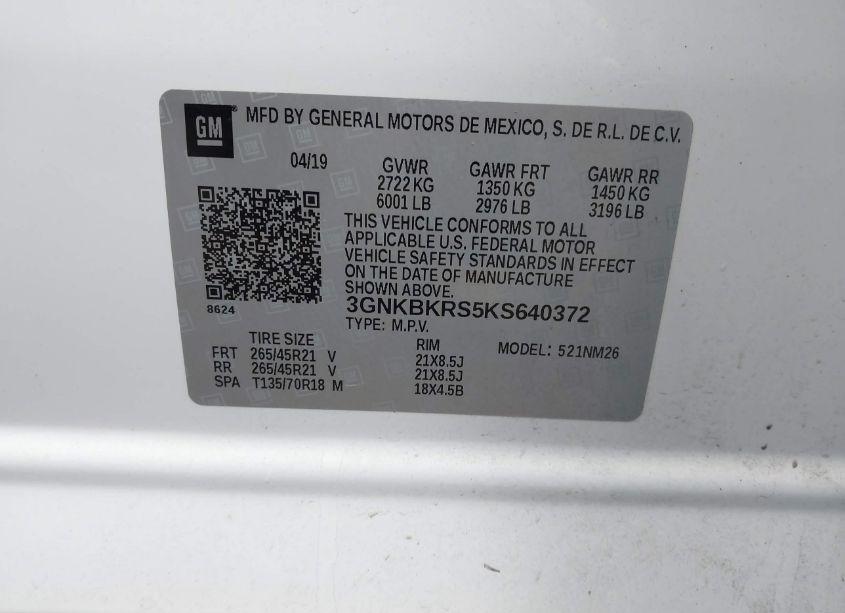 GM ® MFD BY GENERAL MOTORS DE MEXICO, S. DE R.L. DE C.V.
04/19 GVWR GAWR FRT GAWR RR
2722 KG 1350 KG 1450 KG
6001 LB 2976 LB 3196 LB
THIS VEHICLE CONFORMS TO ALL
APPLICABLE U.S. FEDERAL MOTOR
VEHICLE SAFETY STANDARDS IN EFFECT
ON THE DATE OF MANUFACTURE
SHOWN ABOVE.
8624
3GNKBKRS5KS640372
TYPE: M.P.V.
TIRE SIZE RIM MODEL: 521NM26
FRT 265/45R21 V 21X8.5J
RR 265/45R21 V 21X8.5J
SPA T135/70R18 M 18X4.5B